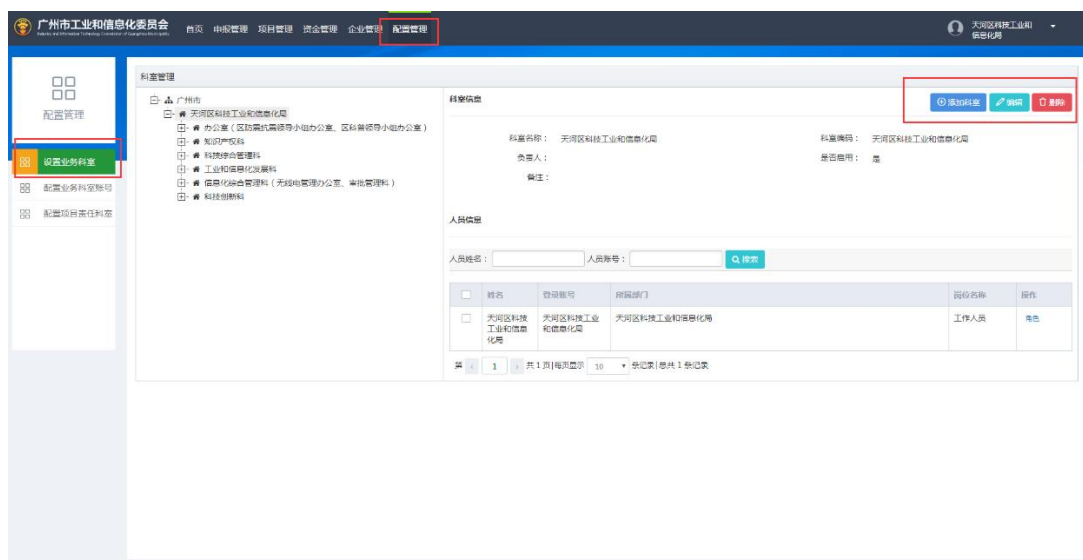 广州市工业和信息化委员会
首页 申报管理 项目管理 资金管理 企业管理 配置管理
天河区科技工业和
信息化局
配置管理
设置业务科室
配置业务科室账号
配置项目责任科室
科室管理
广州市
天河区科技工业和信息化局
办公室（区防震抗震领导小组办公室、区科普领导小组办公室）
知识产权科
科技综合管理科
工业和信息化发展科
信息化综合管理科（无线电管理办公室、审批管理科）
科技创新科
科室信息
添加科室 编辑 删除
科室名称： 天河区科技工业和信息化局 科室编码： 天河区科技工业和信息化局
负责人： 是否启用： 是
备注：
人员信息
人员姓名： 人员账号： 搜索
姓名 登录账号 所属部门 岗位名称 操作
天河区科技 天河区科技工业 天河区科技工业和信息化局 工作人员 角色
工业和信息 和信息化局
化局
第 1 共 1 页|每页显示 10 条记录|总共 1 条记录